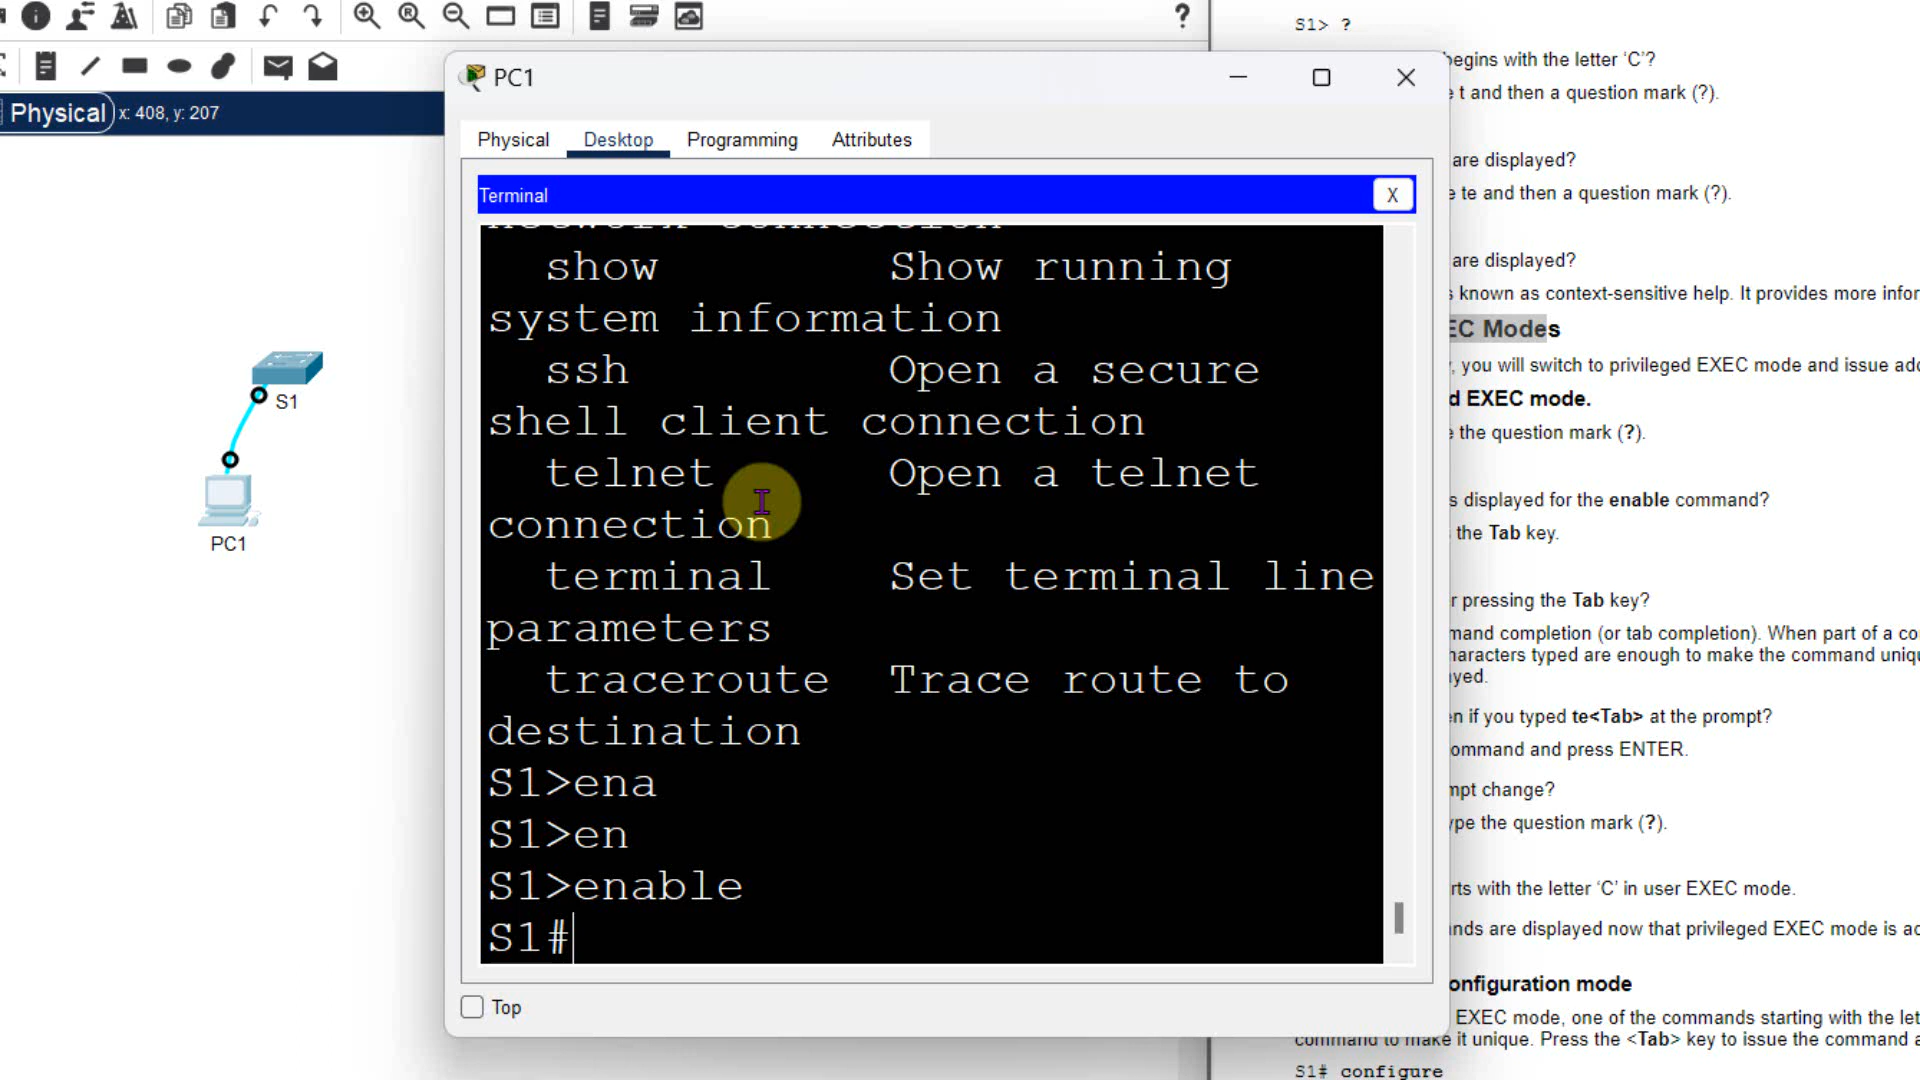 ?
Physical
x: 408, y: 207
S1
PC1
PC1
Physical
Desktop
Programming
Attributes
Terminal
X
network connection
show Show running
system information
ssh Open a secure
shell client connection
telnet Open a telnet
connection
terminal Set terminal line
parameters
traceroute Trace route to
destination
S1>ena
S1>en
S1>enable
S1#
Top
S1> ?
begins with the letter ‘C’?
t and then a question mark (?).
are displayed?
te and then a question mark (?).
are displayed?
known as context-sensitive help. It provides more infor
EC Modes
, you will switch to privileged EXEC mode and issue add
d EXEC mode.
the question mark (?).
s displayed for the enable command?
the Tab key.
r pressing the Tab key?
mand completion (or tab completion). When part of a co
haracters typed are enough to make the command uniqu
yed.
n if you typed te<Tab> at the prompt?
ommand and press ENTER.
mpt change?
ype the question mark (?).
rts with the letter ‘C’ in user EXEC mode.
nds are displayed now that privileged EXEC mode is ac
onfiguration mode
EXEC mode, one of the commands starting with the let
command to make it unique. Press the <Tab> key to issue the command a
S1# configure